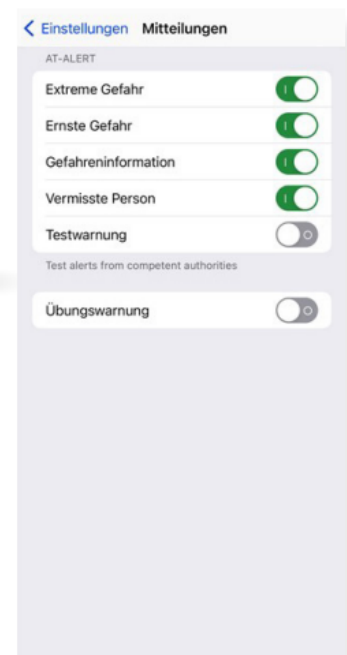 Einstellungen Mitteilungen
AT-ALERT
Extreme Gefahr
Ernste Gefahr
Gefahreninformation
Vermisste Person
Testwarnung
Test alerts from competent authorities
Übungswarnung